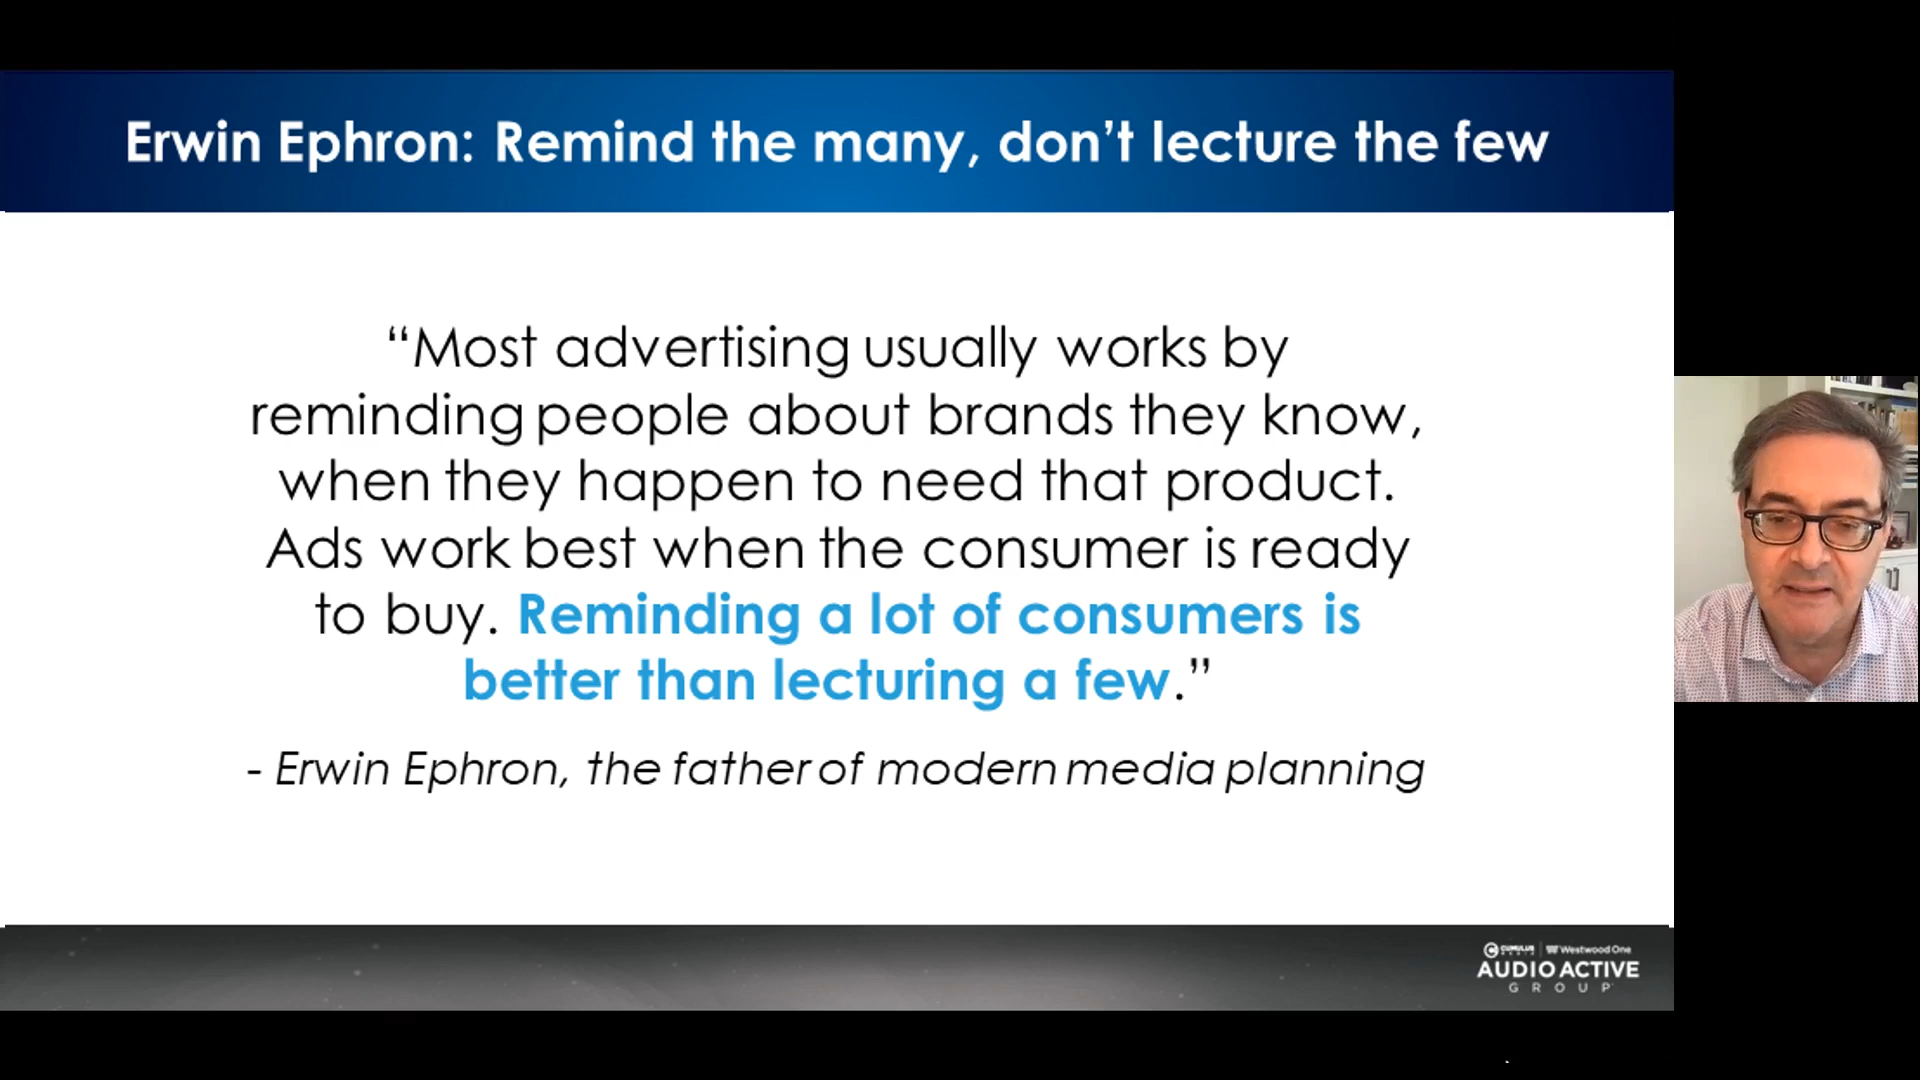 Erwin Ephron: Remind the many, don’t lecture the few
“Most advertising usually works by
reminding people about brands they know,
when they happen to need that product.
Ads work best when the consumer is ready
to buy. Reminding a lot of consumers is
better than lecturing a few.”
- Erwin Ephron, the father of modern media planning
CUMULUS MEDIA | Westwood One
AUDIO ACTIVE
GROUP